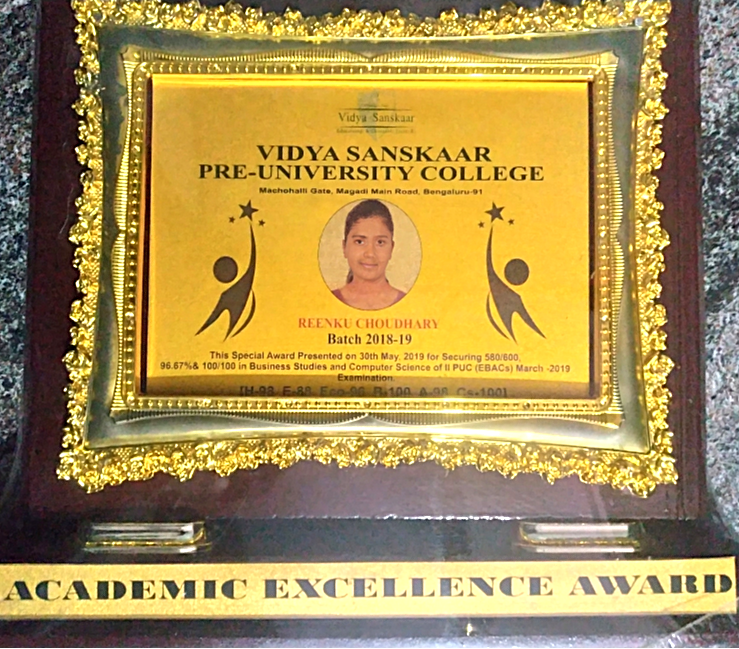 Vidya Sanskaar
VIDYA SANSKAAR
PRE-UNIVERSITY COLLEGE
Machohalli Gate, Magadi Main Road, Bengaluru-91
REENKU CHOUDHARY
Batch 2018-19
This Special Award Presented on 30th May, 2019 for Securing 580/600,
96.67%& 100/100 in Business Studies and Computer Science of II PUC (EBACs) March -2019
Examination.
[H-98, E-88, Eco-96, B-100, A-98, Cs-100]
ACADEMIC EXCELLENCE AWARD